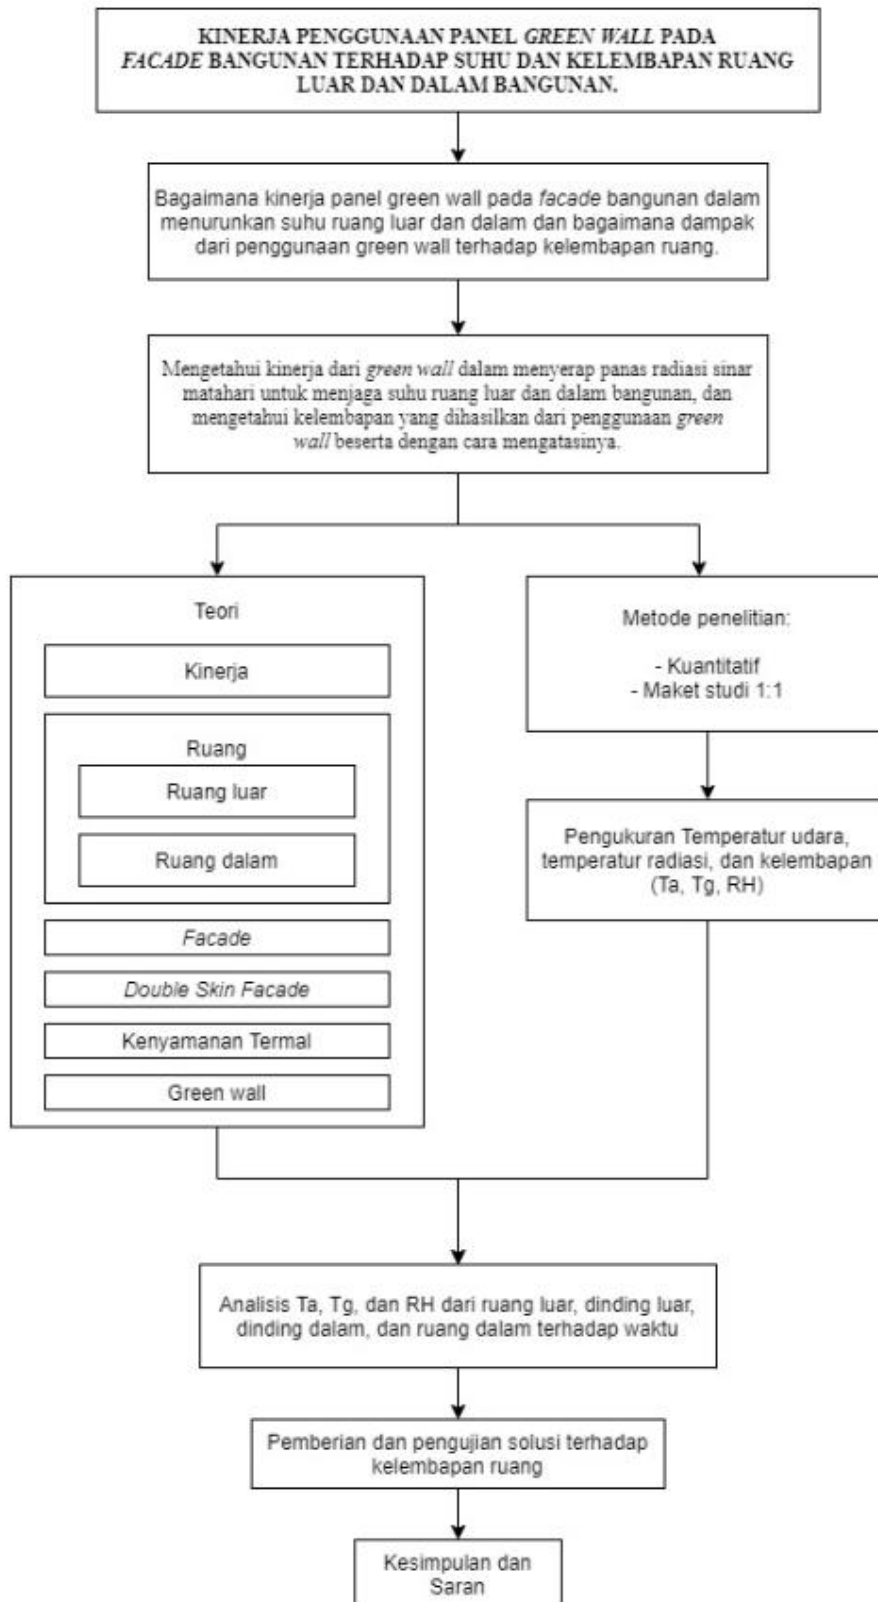 KINERJA PENGGUNAAN PANEL GREEN WALL PADA
FACADE BANGUNAN TERHADAP SUHU DAN KELEMBAPAN RUANG
LUAR DAN DALAM BANGUNAN.
Bagaimana kinerja panel green wall pada facade bangunan dalam
menurunkan suhu ruang luar dan dalam dan bagaimana dampak
dari penggunaan green wall terhadap kelembapan ruang.
Mengetahui kinerja dari green wall dalam menyerap panas radiasi sinar
matahari untuk menjaga suhu ruang luar dan dalam bangunan, dan
mengetahui kelembapan yang dihasilkan dari penggunaan green
wall beserta dengan cara mengatasinya.
Teori
Kinerja
Ruang
Ruang luar
Ruang dalam
Facade
Double Skin Facade
Kenyamanan Termal
Green wall
Metode penelitian:
- Kuantitatif
- Maket studi 1:1
Pengukuran Temperatur udara,
temperatur radiasi, dan kelembapan
(Ta, Tg, RH)
Analisis Ta, Tg, dan RH dari ruang luar, dinding luar,
dinding dalam, dan ruang dalam terhadap waktu
Pemberian dan pengujian solusi terhadap
kelembapan ruang
Kesimpulan dan
Saran